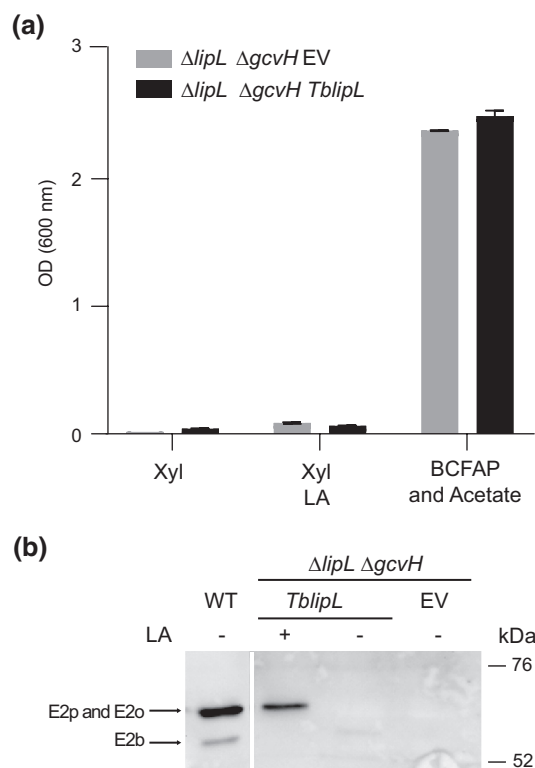 (a)
3
2
1
0
OD (600 nm)
ΔlipL ΔgcvH EV
ΔlipL ΔgcvH TblipL
Xyl
Xyl
LA
BCFAP
and Acetate
(b)
ΔlipL ΔgcvH
WT TblipL EV
LA - + - - kDa
76
E2p and E2o
E2b
52